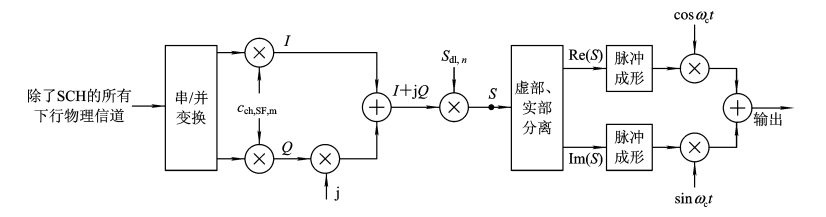 除了SCH的所有
下行物理信道
串/并
变换
I
c_ch,SF,m
Q
j
I+jQ
S_dl, n
S
虚部、
实部
分离
Re(S)
Im(S)
脉冲
成形
脉冲
成形
cos ω_c t
sin ω_c t
输出